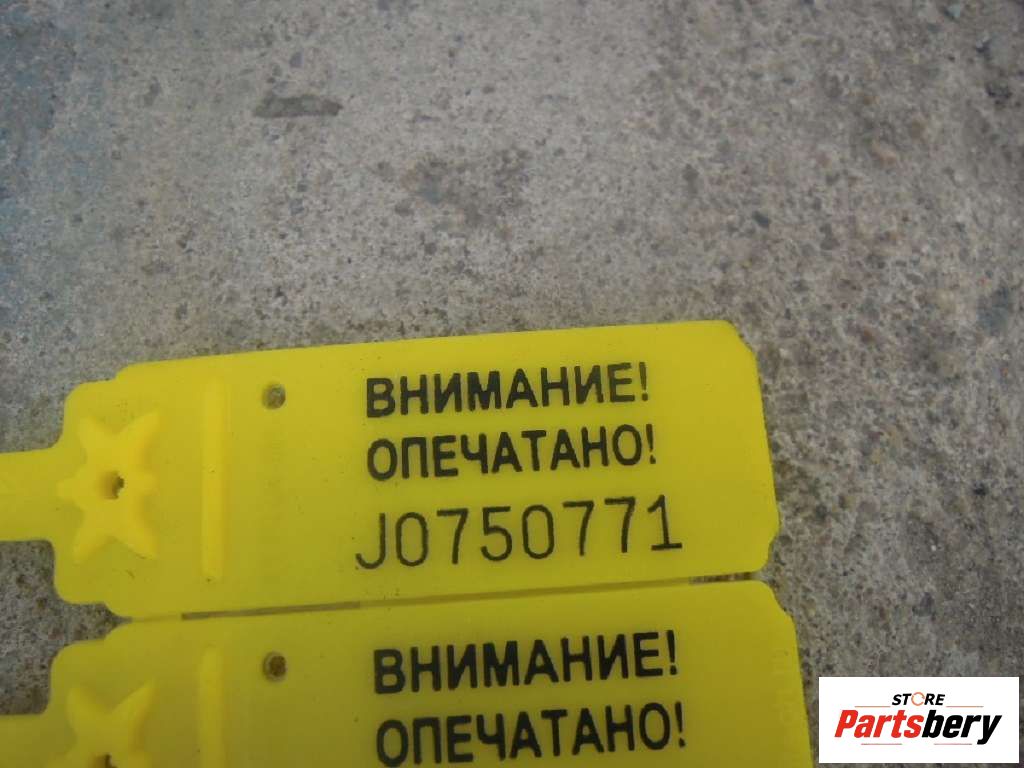 ВНИМАНИЕ!
ОПЕЧАТАНО!
J0750771
ВНИМАНИЕ!
ОПЕЧАТАНО!
STORE
Partsbery